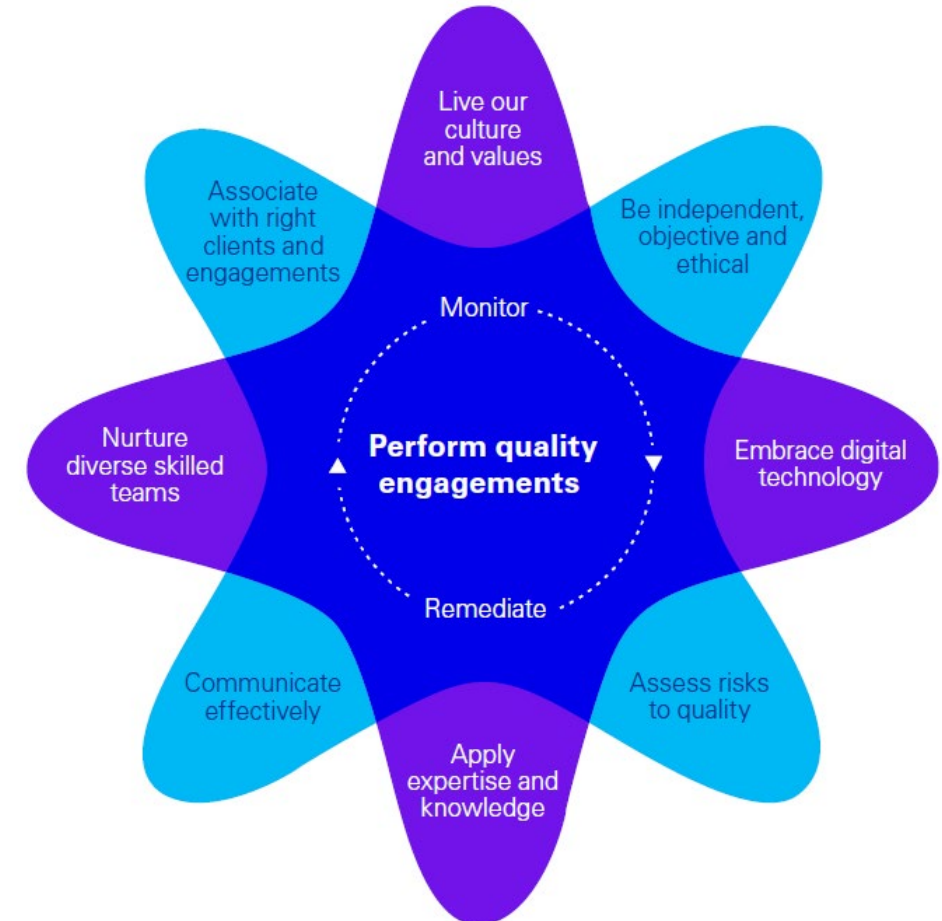 Live our
culture
and values
Be independent,
objective and
ethical
Embrace digital
technology
Assess risks
to quality
Apply
expertise and
knowledge
Communicate
effectively
Nurture
diverse skilled
teams
Associate
with right
clients and
engagements
Monitor
Perform quality
engagements
Remediate